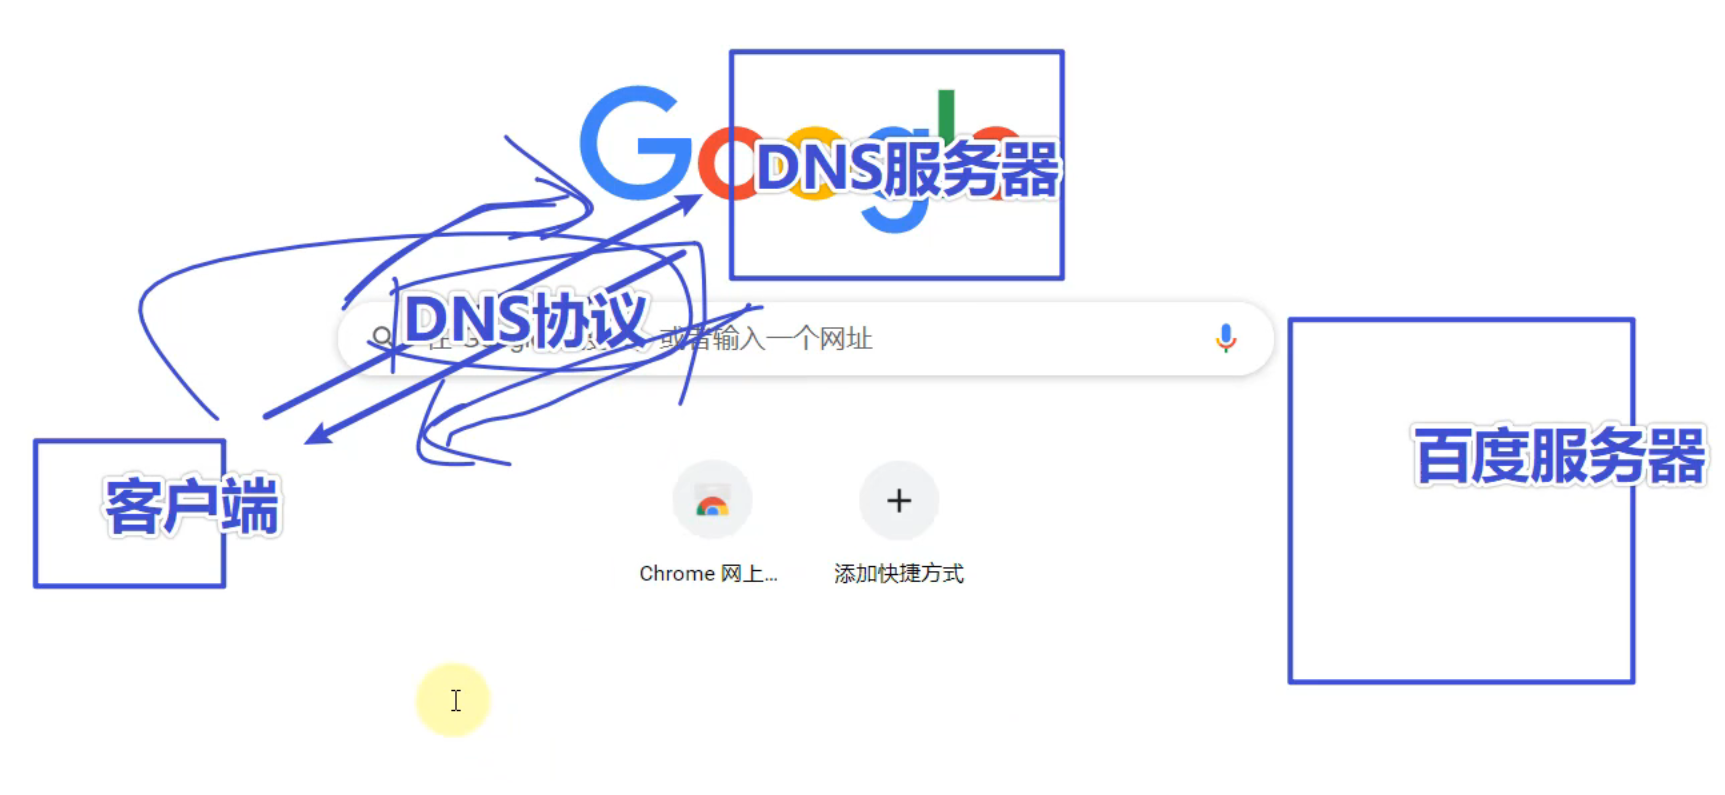 Google
DNS服务器
DNS协议
或者输入一个网址
百度服务器
客户端
Chrome 网上...
添加快捷方式